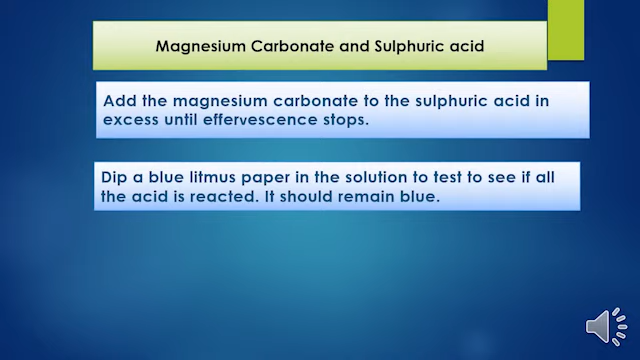 Magnesium Carbonate and Sulphuric acid
Add the magnesium carbonate to the sulphuric acid in
excess until effervescence stops.
Dip a blue litmus paper in the solution to test to see if all
the acid is reacted. It should remain blue.